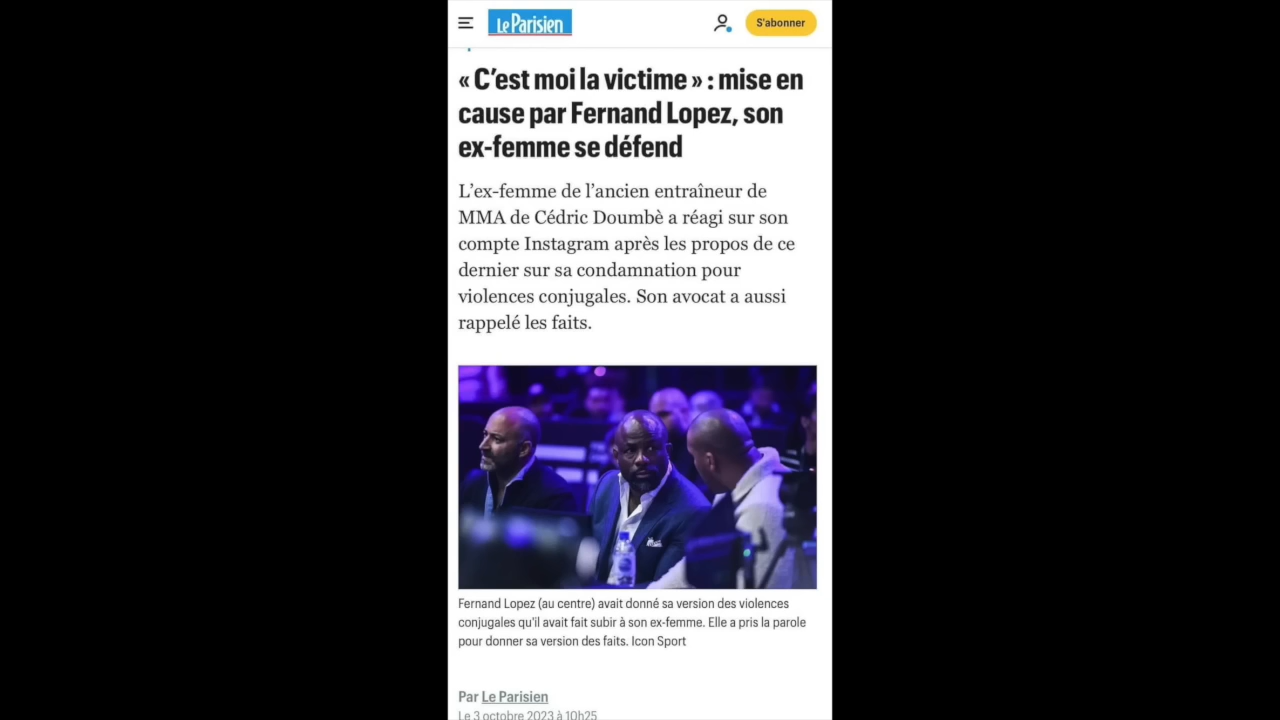 Le Parisien
S'abonner
« C’est moi la victime » : mise en
cause par Fernand Lopez, son
ex-femme se défend
L’ex-femme de l’ancien entraîneur de
MMA de Cédric Doumbè a réagi sur son
compte Instagram après les propos de ce
dernier sur sa condamnation pour
violences conjugales. Son avocat a aussi
rappelé les faits.
Fernand Lopez (au centre) avait donné sa version des violences
conjugales qu'il avait fait subir à son ex-femme. Elle a pris la parole
pour donner sa version des faits. Icon Sport
Par Le Parisien
Le 3 octobre 2023 à 10h25